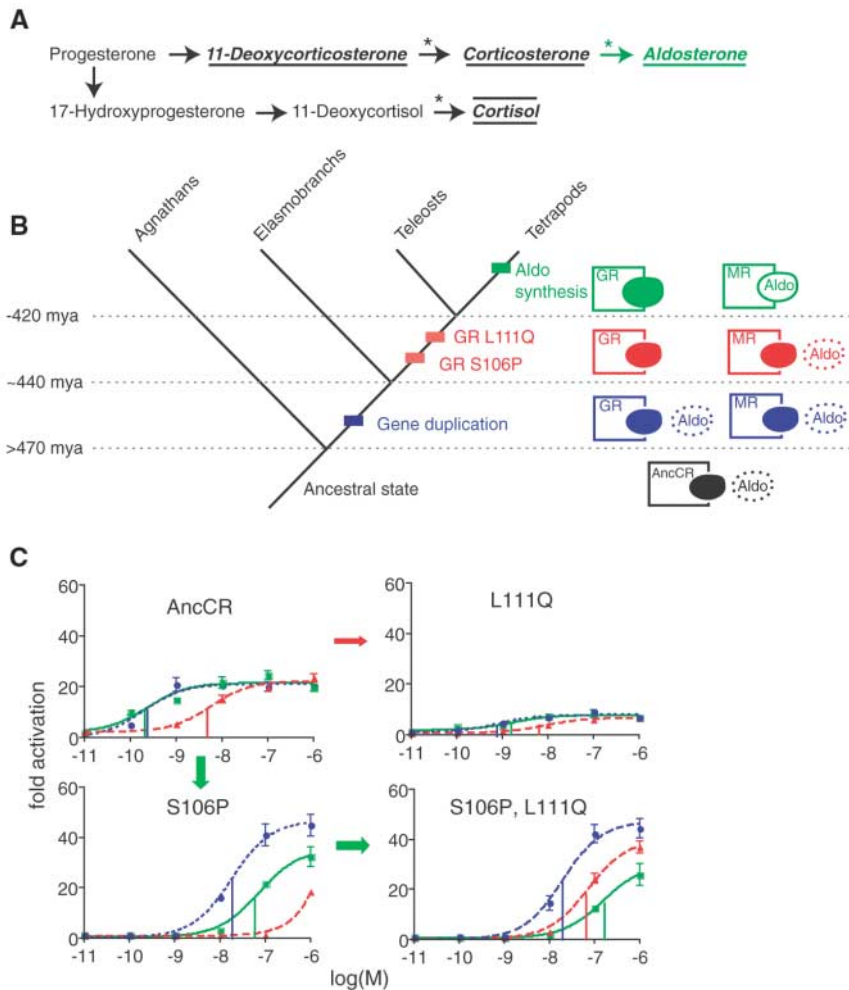 A
Progesterone 11-Deoxycorticosterone * Corticosterone * Aldosterone
17-Hydroxyprogesterone 11-Deoxycortisol * Cortisol
B
Agnathans Elasmobranchs Teleosts Tetrapods
Aldo synthesis
GR MR Aldo
-420 mya
GR L111Q
GR S106P
GR MR Aldo
~440 mya
Gene duplication
GR Aldo MR Aldo
>470 mya
Ancestral state
AncCR Aldo
C
fold activation
AncCR
60
40
20
0
-11 -10 -9 -8 -7 -6
L111Q
60
40
20
0
-11 -10 -9 -8 -7 -6
S106P
60
40
20
0
-11 -10 -9 -8 -7 -6
S106P, L111Q
60
40
20
0
-11 -10 -9 -8 -7 -6
log(M)